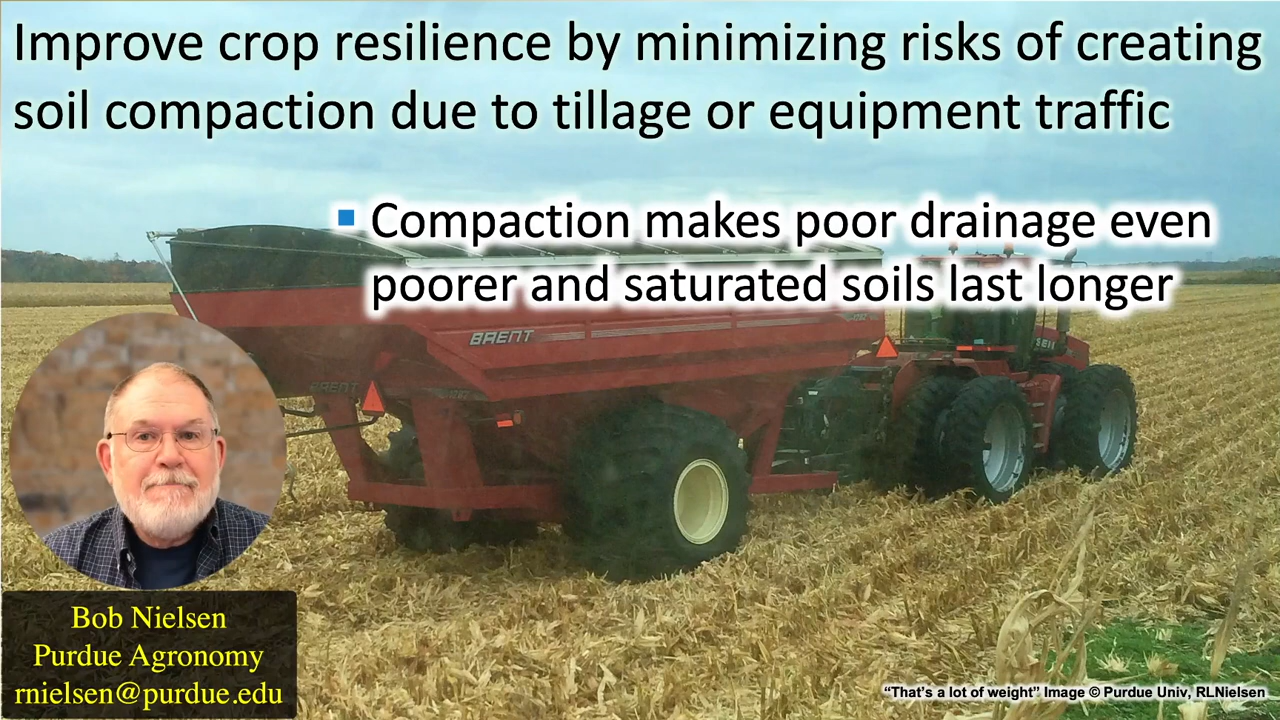 Improve crop resilience by minimizing risks of creating
soil compaction due to tillage or equipment traffic
Compaction makes poor drainage even
poorer and saturated soils last longer
BRENT
BRENT
Bob Nielsen
Purdue Agronomy
rnielsen@purdue.edu
“That’s a lot of weight” Image © Purdue Univ, RLNielsen